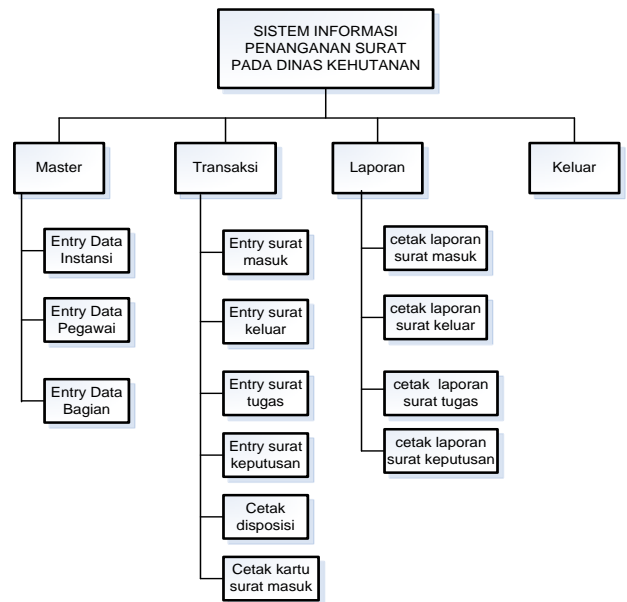 SISTEM INFORMASI
PENANGANAN SURAT
PADA DINAS KEHUTANAN
Master
Transaksi
Laporan
Keluar
Entry Data
Instansi
Entry Data
Pegawai
Entry Data
Bagian
Entry surat
masuk
Entry surat
keluar
Entry surat
tugas
Entry surat
keputusan
Cetak
disposisi
Cetak kartu
surat masuk
cetak laporan
surat masuk
cetak laporan
surat keluar
cetak laporan
surat tugas
cetak laporan
surat keputusan